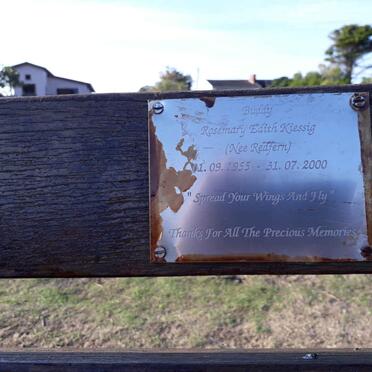 Buddy
Rosemary Edith Kiessig
(Nee Redfern)
01. 09. 1955 - 31. 07. 2000
"Spread Your Wings And Fly"
Thanks For All The Precious Memories